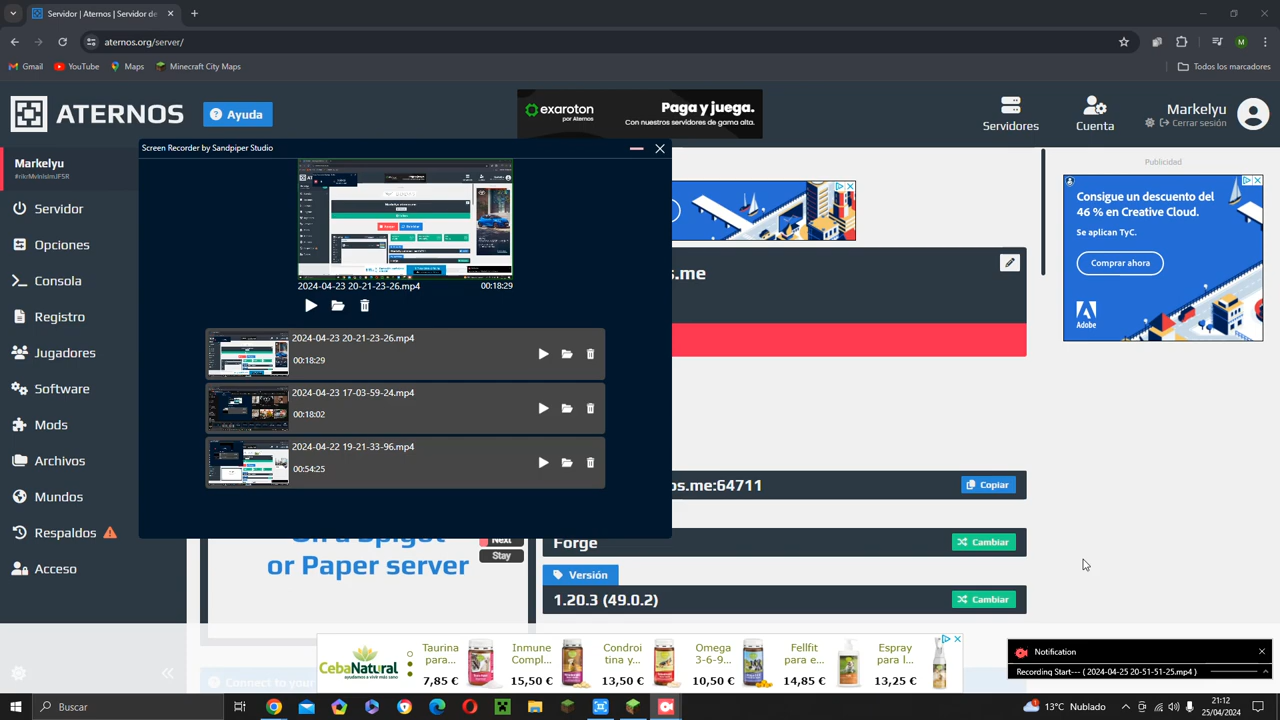 Servidor | Aternos | Servidor de
aternos.org/server/
Gmail
YouTube
Maps
Minecraft City Maps
Todos los marcadores
ATERNOS
Ayuda
exaroton
por Aternos
Paga y juega.
Con nuestros servidores de gama alta.
Servidores
Cuenta
Markelyu
Cerrar sesión
Markelyu
Servidor
Opciones
Consola
Registro
Jugadores
Software
Mods
Archivos
Mundos
Respaldos
Acceso
Screen Recorder by Sandpiper Studio
2024-04-23 20-21-23-26.mp4
00:18:29
2024-04-23 20-21-23-26.mp4
00:18:29
2024-04-23 17-03-59-24.mp4
00:18:02
2024-04-22 19-21-33-96.mp4
00:54:25
s.me
os.me:64711
Copiar
Forge
Cambiar
Versión
1.20.3 (49.0.2)
Cambiar
Next
Stay
or Paper server
Publicidad
Consigue un descuento del
46 % en Creative Cloud.
Se aplican TyC.
Comprar ahora
Adobe
CebaNatural
ayudamos a vivir más sano
Taurina
para...
7,85 €
Inmune
Compl...
15,50 €
Condroi
tina y...
13,50 €
Omega
3-6-9...
10,50 €
Fellfit
para e...
14,85 €
Espray
para l...
13,25 €
Notification
Recording Start--- ( 2024-04-25 20-51-51-25.mp4 )
Buscar
13°C Nublado
21:12
25/04/2024